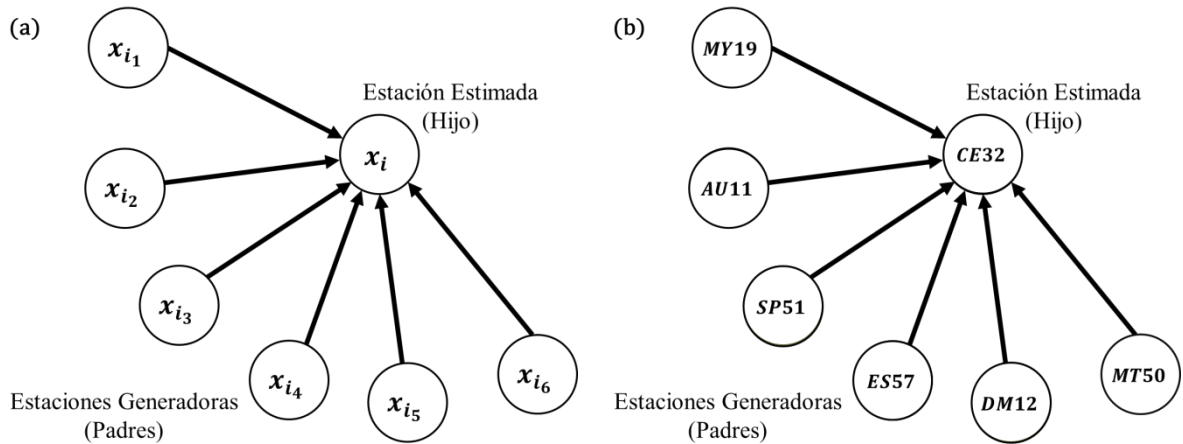 (a)
x_{i_1}
Estación Estimada
(Hijo)
x_i
x_{i_2}
x_{i_3}
x_{i_4}
x_{i_5}
x_{i_6}
Estaciones Generadoras
(Padres)
(b)
MY19
Estación Estimada
(Hijo)
CE32
AU11
SP51
ES57
DM12
MT50
Estaciones Generadoras
(Padres)